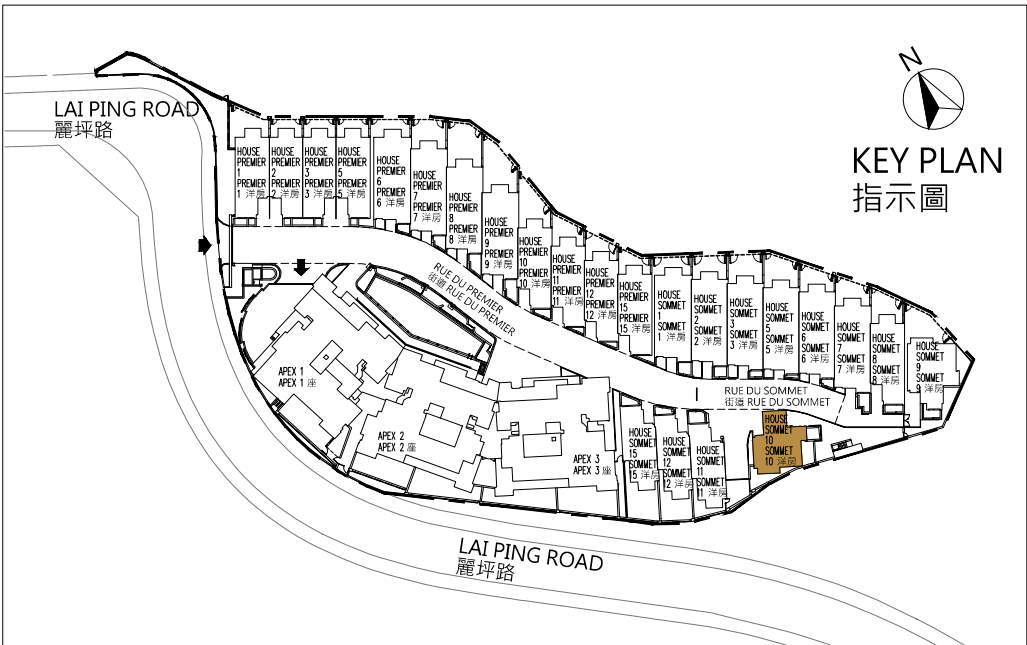 LAI PING ROAD
麗坪路
N
KEY PLAN
指示圖
HOUSE
PREMIER
1
PREMIER
1 洋房
HOUSE
PREMIER
2
PREMIER
2 洋房
HOUSE
PREMIER
3
PREMIER
3 洋房
HOUSE
PREMIER
5
PREMIER
5 洋房
HOUSE
PREMIER
6
PREMIER
6 洋房
HOUSE
PREMIER
7
PREMIER
7 洋房
HOUSE
PREMIER
8
PREMIER
8 洋房
HOUSE
PREMIER
9
PREMIER
9 洋房
HOUSE
PREMIER
10
PREMIER
10 洋房
HOUSE
PREMIER
11
PREMIER
11 洋房
HOUSE
PREMIER
12
PREMIER
12 洋房
HOUSE
PREMIER
15
PREMIER
15 洋房
HOUSE
SOMMET
1
SOMMET
1 洋房
HOUSE
SOMMET
2
SOMMET
2 洋房
HOUSE
SOMMET
3
SOMMET
3 洋房
HOUSE
SOMMET
5
SOMMET
5 洋房
HOUSE
SOMMET
6
SOMMET
6 洋房
HOUSE
SOMMET
7
SOMMET
7 洋房
HOUSE
SOMMET
8
SOMMET
8 洋房
HOUSE
SOMMET
9
SOMMET
9 洋房
RUE DU PREMIER
街道 RUE DU PREMIER
RUE DU SOMMET
街道 RUE DU SOMMET
APEX 1
APEX 1 座
APEX 2
APEX 2 座
APEX 3
APEX 3 座
HOUSE
SOMMET
15
SOMMET
15 洋房
HOUSE
SOMMET
12
SOMMET
12 洋房
HOUSE
SOMMET
11
SOMMET
11 洋房
HOUSE
SOMMET
10
SOMMET
10 洋房
LAI PING ROAD
麗坪路